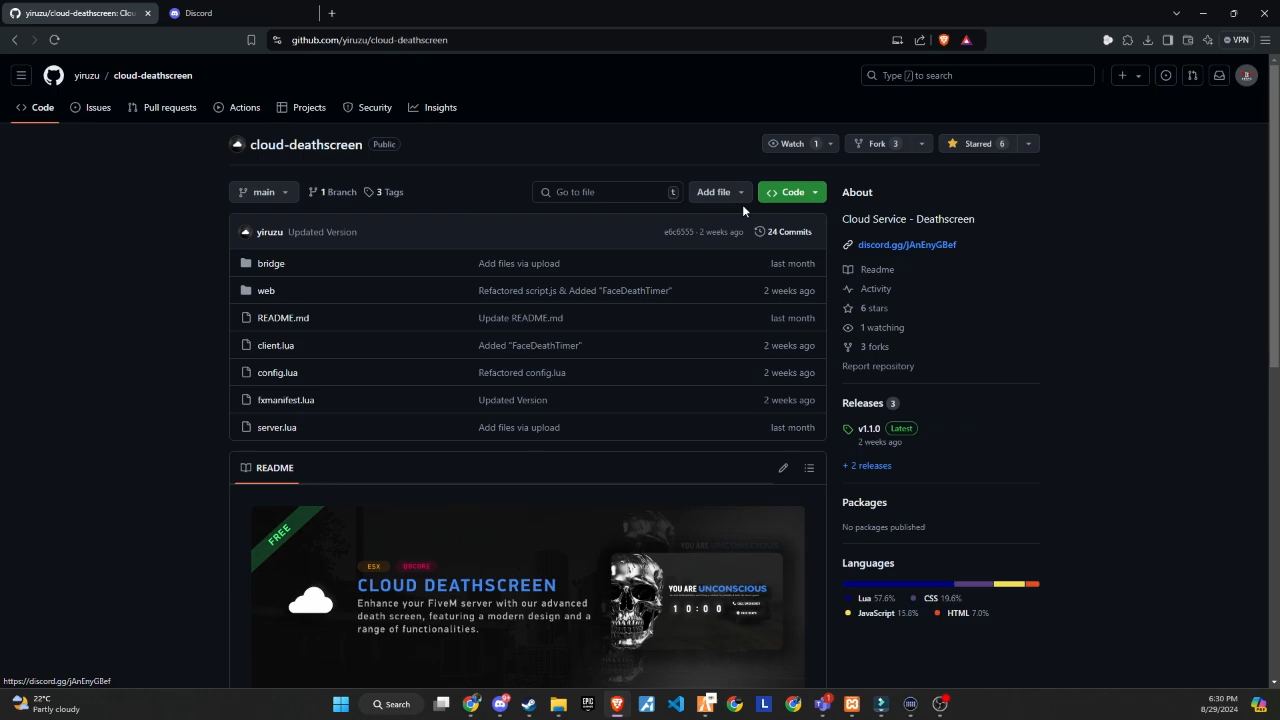 yiruzu/cloud-deathscreen: Clou
Discord
github.com/yiruzu/cloud-deathscreen
VPN
yiruzu / cloud-deathscreen
Type / to search
Code
Issues
Pull requests
Actions
Projects
Security
Insights
cloud-deathscreen
Public
Watch 1
Fork 3
Starred 6
main
1 Branch
3 Tags
Go to file
t
Add file
Code
yiruzu Updated Version
e6c6555 · 2 weeks ago
24 Commits
bridge Add files via upload last month
web Refactored script.js & Added "FaceDeathTimer" 2 weeks ago
README.md Update README.md last month
client.lua Added "FaceDeathTimer" 2 weeks ago
config.lua Refactored config.lua 2 weeks ago
fxmanifest.lua Updated Version 2 weeks ago
server.lua Add files via upload last month
README
FREE
ESX
QBCORE
CLOUD DEATHSCREEN
Enhance your FiveM server with our advanced
death screen, featuring a modern design and a
range of functionalities.
YOU ARE UNCONSCIOUS
10:00
About
Cloud Service - Deathscreen
discord.gg/jAnEnyGBef
Readme
Activity
6 stars
1 watching
3 forks
Report repository
Releases 3
v1.1.0 Latest
2 weeks ago
+ 2 releases
Packages
No packages published
Languages
Lua 57.6%
CSS 19.6%
JavaScript 15.8%
HTML 7.0%
https://discord.gg/jAnEnyGBef
22°C
Partly cloudy
Search
EPIC
6:30 PM
8/29/2024